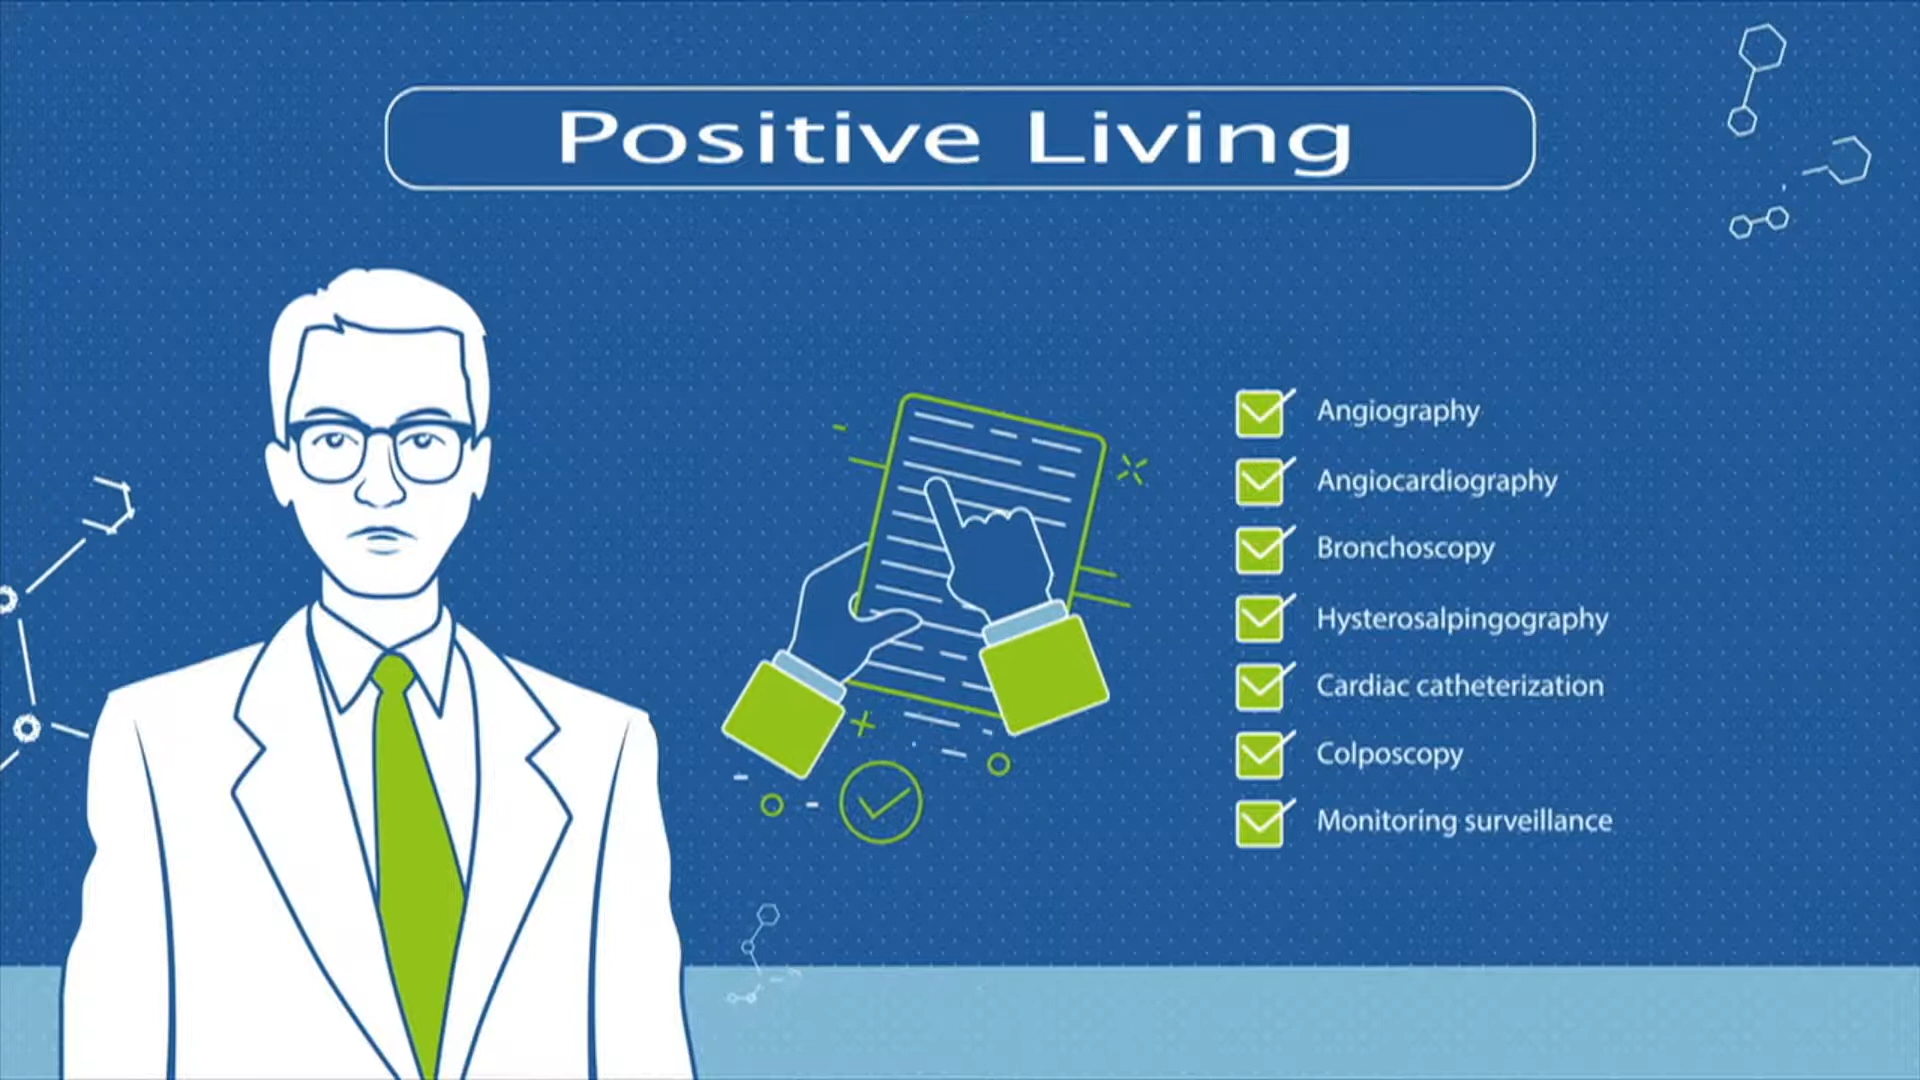 Positive Living
Angiography
Angiocardiography
Bronchoscopy
Hysterosalpingography
Cardiac catheterization
Colposcopy
Monitoring surveillance